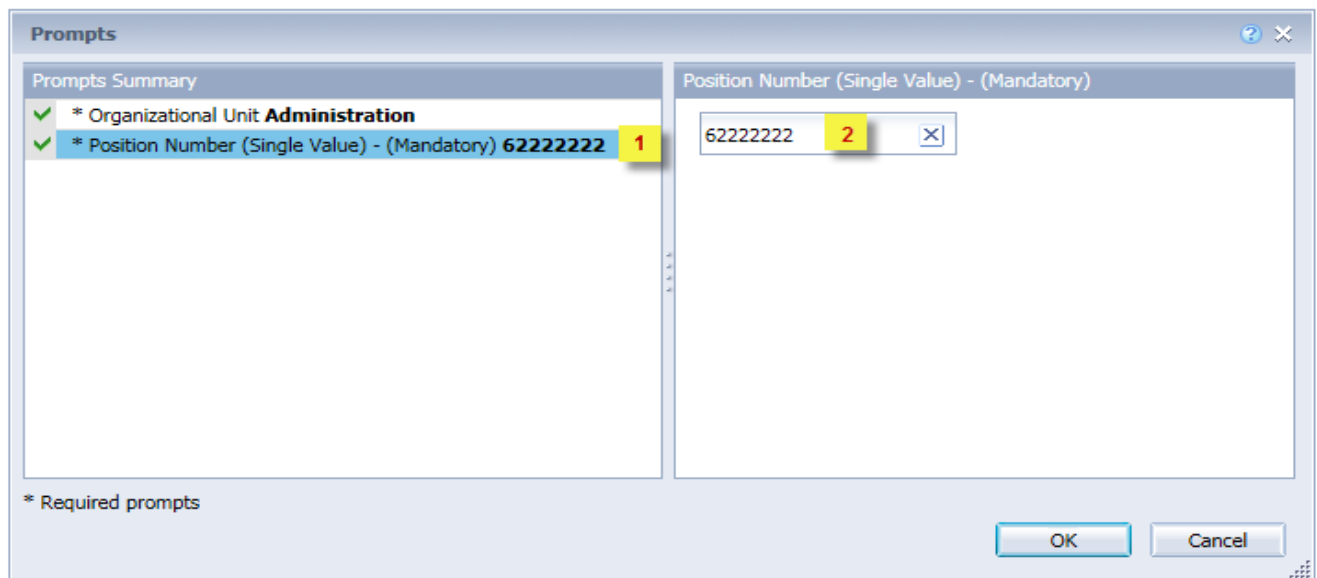 Prompts
Prompts Summary
* Organizational Unit Administration
* Position Number (Single Value) - (Mandatory) 62222222 1
Position Number (Single Value) - (Mandatory)
62222222 2
* Required prompts
OK Cancel